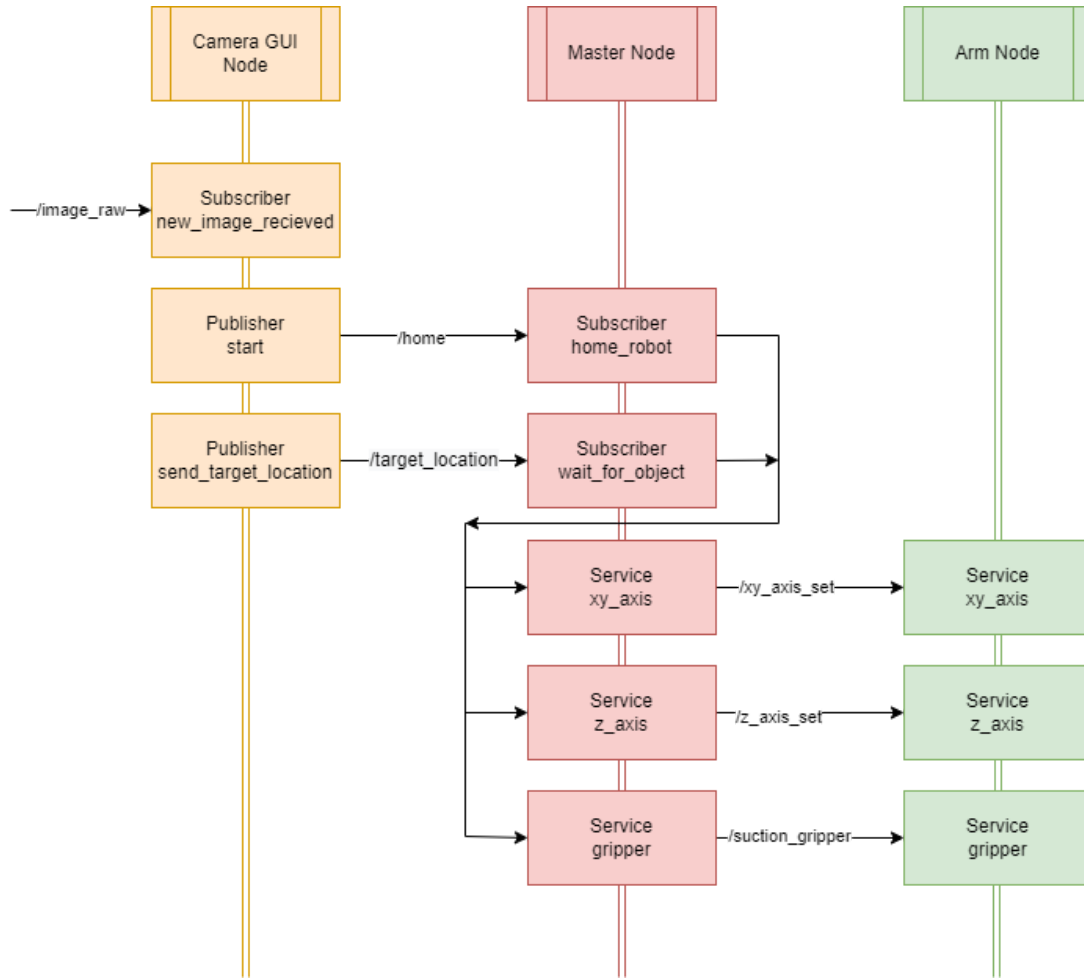 Camera GUI
Node
Master Node
Arm Node
/image_raw
Subscriber
new_image_recieved
Publisher
start
/home
Subscriber
home_robot
Publisher
send_target_location
/target_location
Subscriber
wait_for_object
Service
xy_axis
/xy_axis_set
Service
xy_axis
Service
z_axis
/z_axis_set
Service
z_axis
Service
gripper
/suction_gripper
Service
gripper